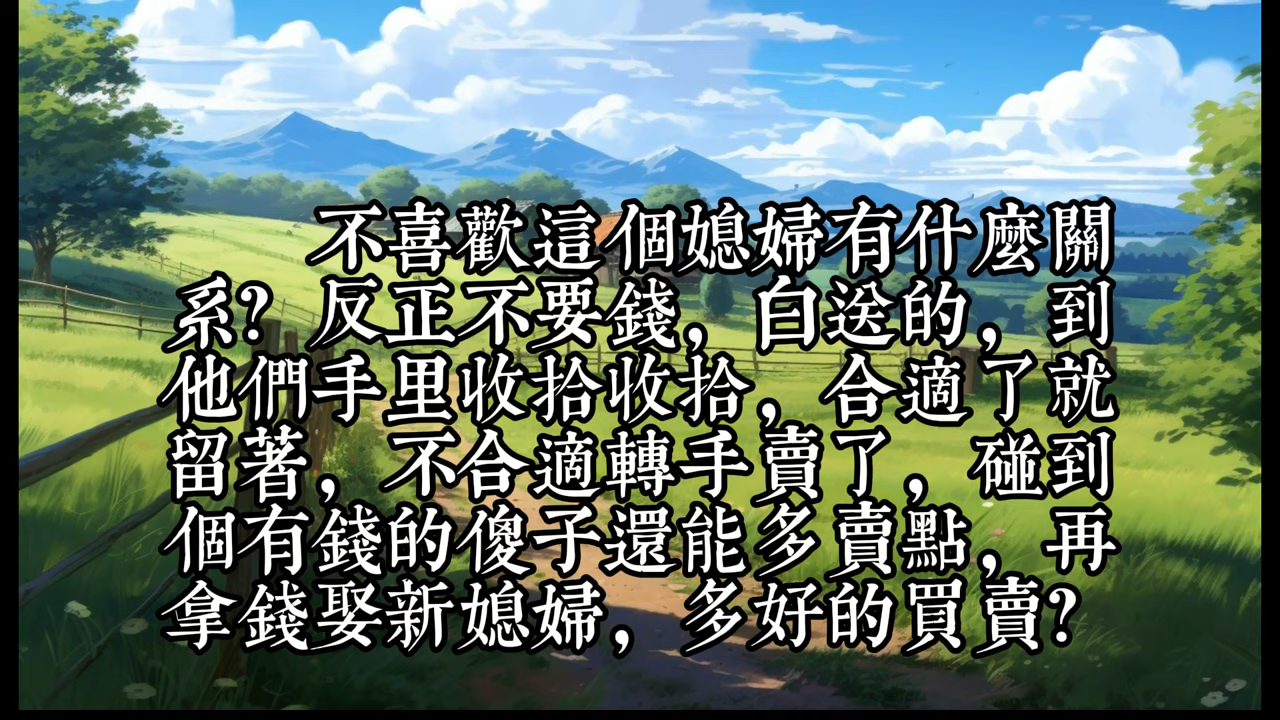 不喜歡這個媳婦有什麼關
系？反正不要錢，白送的，到
他們手里收拾收拾，合適了就
留著，不合適轉手賣了，碰到
個有錢的傻子還能多賣點，再
拿錢娶新媳婦，多好的買賣？